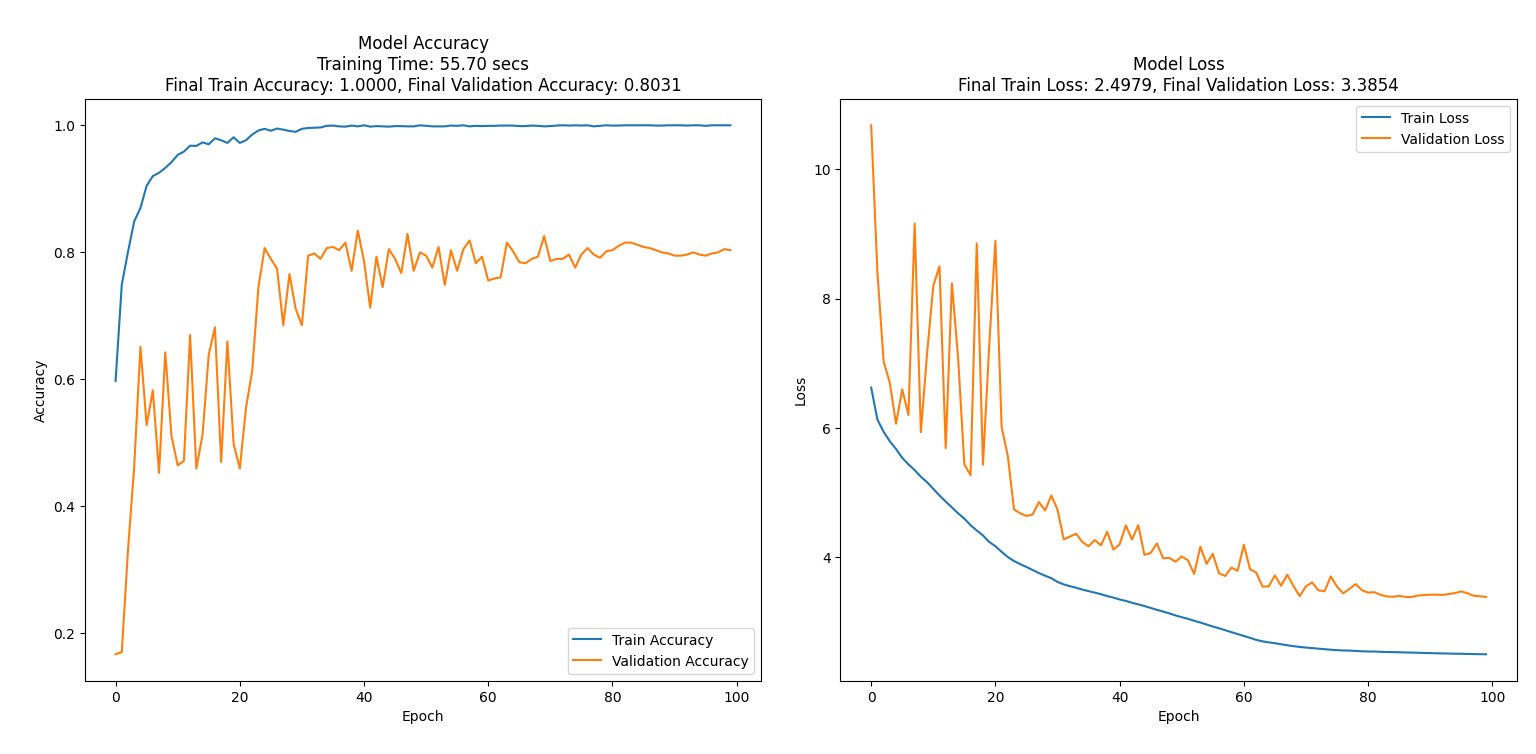 Model Accuracy
Training Time: 55.70 secs
Final Train Accuracy: 1.0000, Final Validation Accuracy: 0.8031
1.0
0.8
0.6
0.4
0.2
Accuracy
Train Accuracy
Validation Accuracy
0 20 40 60 80 100
Epoch
Model Loss
Final Train Loss: 2.4979, Final Validation Loss: 3.3854
Train Loss
Validation Loss
10
8
6
4
Loss
0 20 40 60 80 100
Epoch